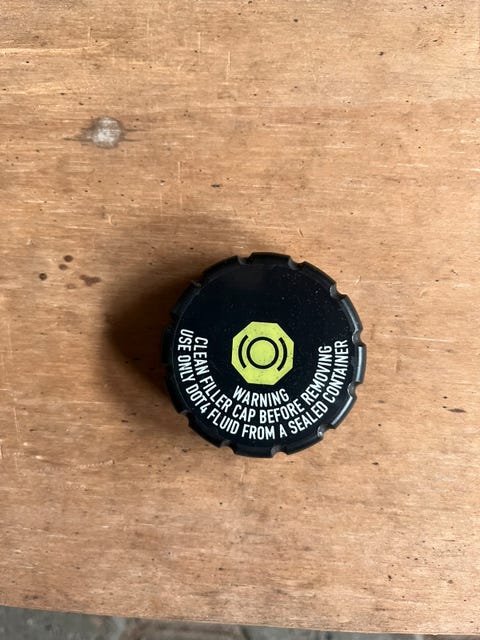 WARNING
CLEAN FILLER CAP BEFORE REMOVING
USE ONLY DOT4 FLUID FROM A SEALED CONTAINER